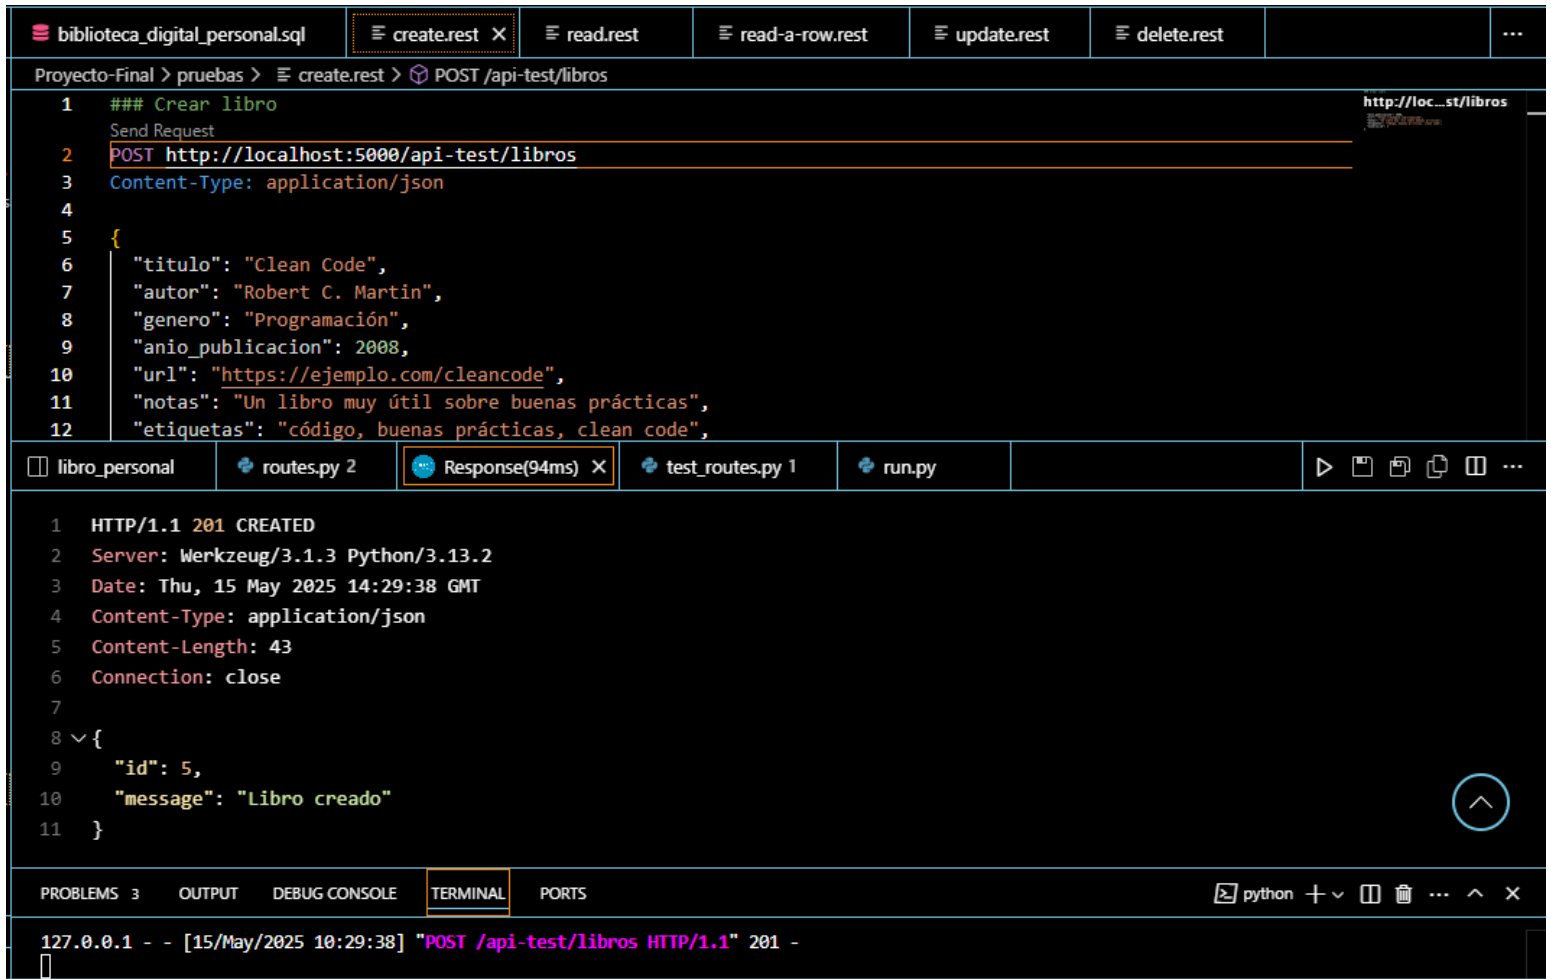 biblioteca_digital_personal.sql create.rest read.rest read-a-row.rest update.rest delete.rest ...
Proyecto-Final > pruebas > create.rest > POST /api-test/libros
1 ### Crear libro
http://loc...st/libros
Send Request
2 POST http://localhost:5000/api-test/libros
3 Content-Type: application/json
4
5 {
6 "titulo": "Clean Code",
7 "autor": "Robert C. Martin",
8 "genero": "Programación",
9 "anio_publicacion": 2008,
10 "url": "https://ejemplo.com/cleancode",
11 "notas": "Un libro muy útil sobre buenas prácticas",
12 "etiquetas": "código, buenas prácticas, clean code",
libro_personal routes.py 2 Response(94ms) test_routes.py 1 run.py ...
1 HTTP/1.1 201 CREATED
2 Server: Werkzeug/3.1.3 Python/3.13.2
3 Date: Thu, 15 May 2025 14:29:38 GMT
4 Content-Type: application/json
5 Content-Length: 43
6 Connection: close
7
8 {
9 "id": 5,
10 "message": "Libro creado"
11 }
PROBLEMS 3 OUTPUT DEBUG CONSOLE TERMINAL PORTS python ...
127.0.0.1 - - [15/May/2025 10:29:38] "POST /api-test/libros HTTP/1.1" 201 -